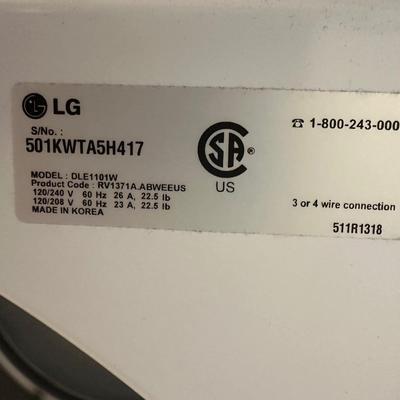 LG
☎ 1-800-243-000
S/No. :
501KWTA5H417
CSA
US
MODEL : DLE1101W
Product Code : RV1371A.ABWEEUS
120/240 V 60 Hz 26 A, 22.5 lb
120/208 V 60 Hz 23 A, 22.5 lb
MADE IN KOREA
3 or 4 wire connection
511R1318